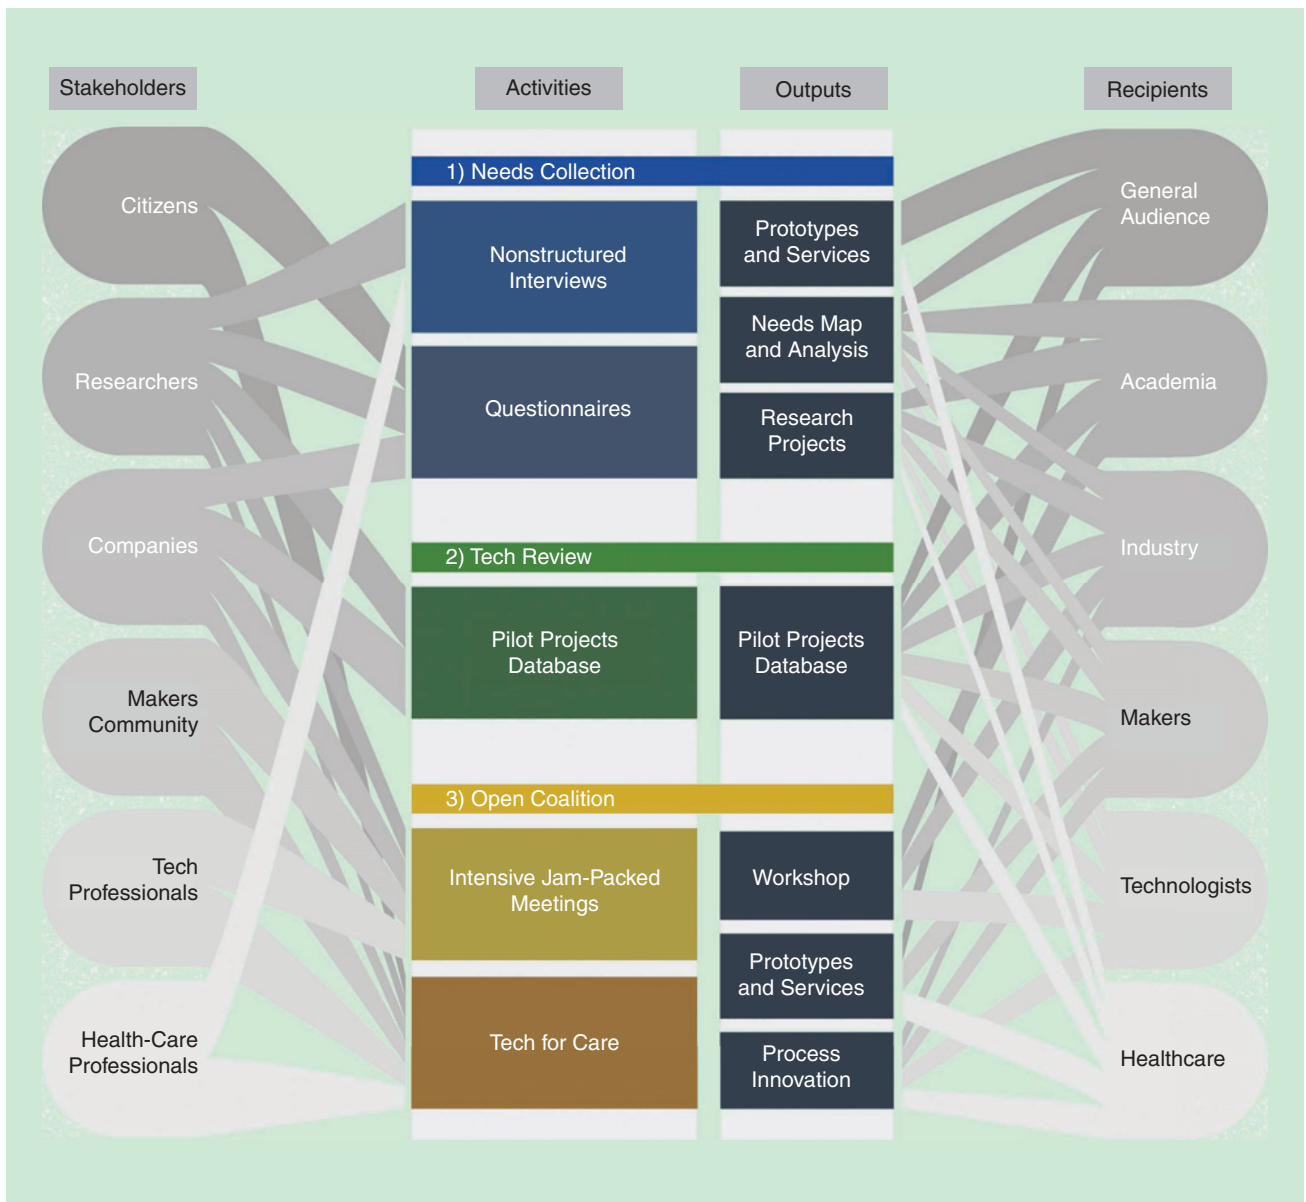 Stakeholders
Activities
Outputs
Recipients
Citizens
Researchers
Companies
Makers
Community
Tech
Professionals
Health-Care
Professionals
1) Needs Collection
Nonstructured
Interviews
Questionnaires
Prototypes
and Services
Needs Map
and Analysis
Research
Projects
2) Tech Review
Pilot Projects
Database
Pilot Projects
Database
3) Open Coalition
Intensive Jam-Packed
Meetings
Tech for Care
Workshop
Prototypes
and Services
Process
Innovation
General
Audience
Academia
Industry
Makers
Technologists
Healthcare